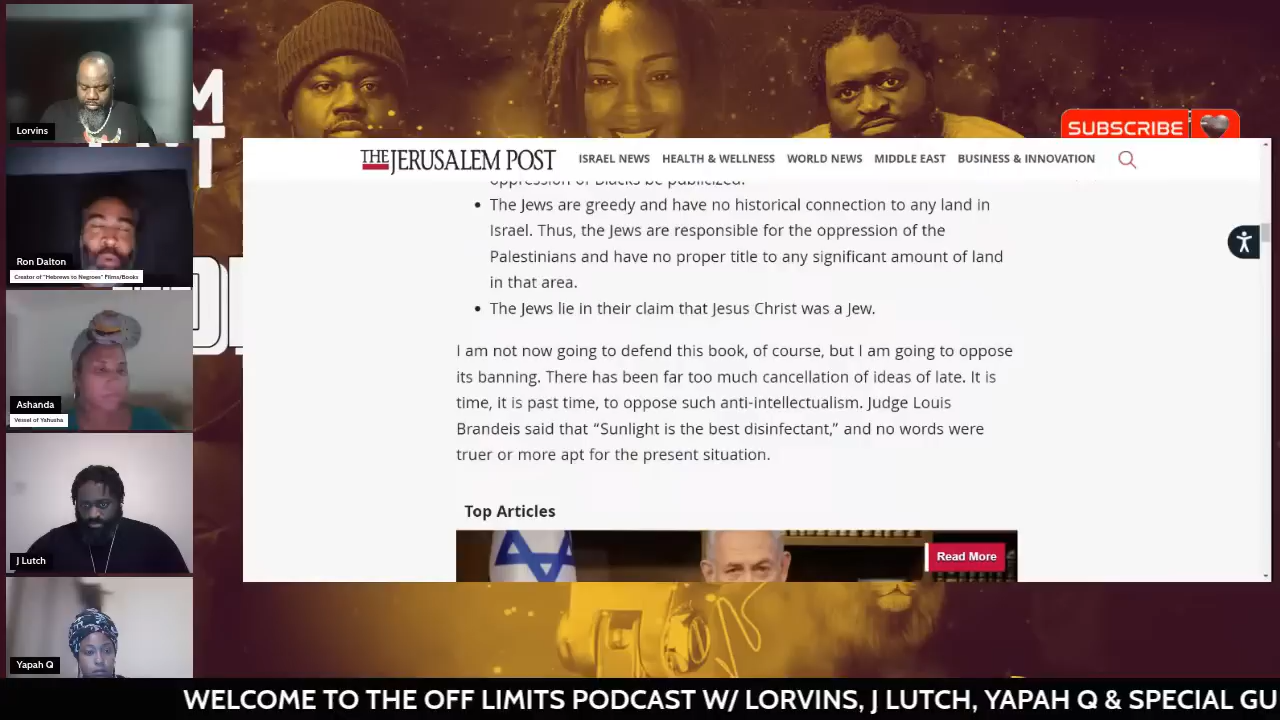 Lorvins
Ron Dalton
Creator of "Hebrews to Negroes" Films/Books
Ashanda
Vessel of Yahusha
J Lutch
Yapah Q
SUBSCRIBE
THE JERUSALEM POST
ISRAEL NEWS HEALTH & WELLNESS WORLD NEWS MIDDLE EAST BUSINESS & INNOVATION
oppression of Blacks be publicized.
• The Jews are greedy and have no historical connection to any land in
Israel. Thus, the Jews are responsible for the oppression of the
Palestinians and have no proper title to any significant amount of land
in that area.
• The Jews lie in their claim that Jesus Christ was a Jew.
I am not now going to defend this book, of course, but I am going to oppose
its banning. There has been far too much cancellation of ideas of late. It is
time, it is past time, to oppose such anti-intellectualism. Judge Louis
Brandeis said that “Sunlight is the best disinfectant,” and no words were
truer or more apt for the present situation.
Top Articles
Read More
WELCOME TO THE OFF LIMITS PODCAST W/ LORVINS, J LUTCH, YAPAH Q & SPECIAL GU